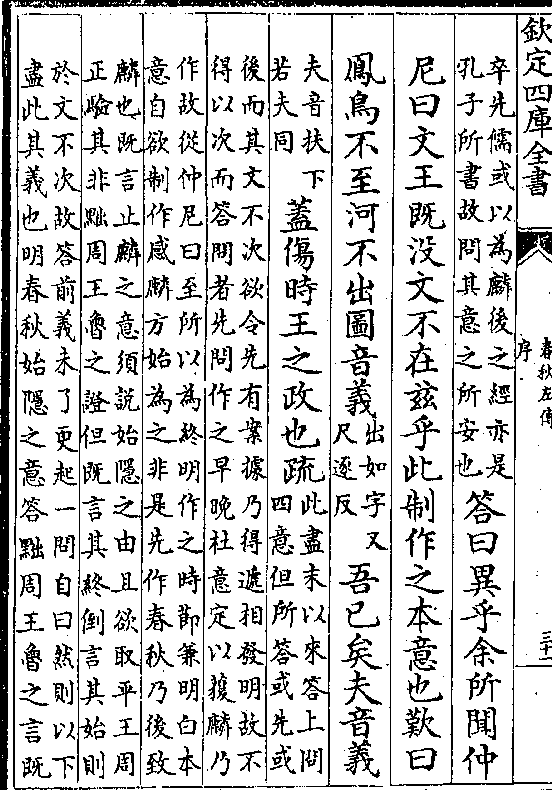 欽定四庫全書
春秋左傳
序
卒先儒或以為麟後之經亦是
孔子所書故問其意之所安也
答曰異乎余所聞仲
尼曰文王既没文不在兹乎此制作之本意也歎曰
鳳鳥不至河不出圖音義
出如字又
尺遂反
吾已矣夫音義
夫音扶下
若夫同
蓋傷時王之政也疏
此盡末以來答上問
四意但所答或先或
後而其文不次欲令先有案據乃得遞相發明故不
得以次而答問者先問作之早晚杜意定以獲麟乃
作故從仲尼曰至所以為終明作之時節兼明白本
意自欲制作感麟方始為之非是先作春秋乃後致
麟也既言止麟之意須說始隱之由且欲取平王周
正驗其非黜周王魯之證但既言其終倒言其始則
於文不次故答前義未了更起一問自曰然則以下
盡此其義也明春秋始隱之意答黜周王魯之言既